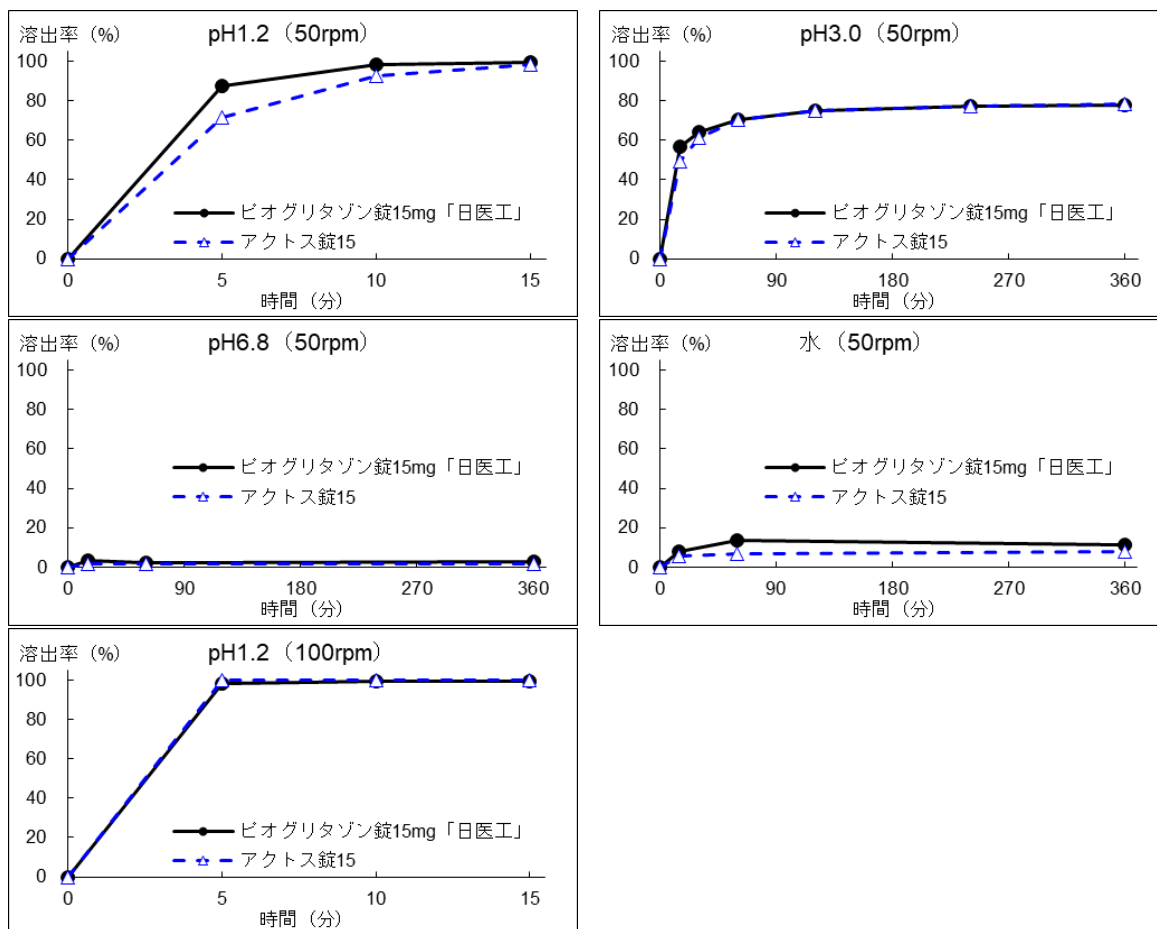 溶出率（%） pH1.2（50rpm）
100
80
60
40
20
0
ピオグリタゾン錠15mg「日医工」
アクトス錠15
0 5 10 15
時間（分）
溶出率（%） pH3.0（50rpm）
100
80
60
40
20
0
ピオグリタゾン錠15mg「日医工」
アクトス錠15
0 90 180 270 360
時間（分）
溶出率（%） pH6.8（50rpm）
100
80
60
40
20
0
ピオグリタゾン錠15mg「日医工」
アクトス錠15
0 90 180 270 360
時間（分）
溶出率（%） 水（50rpm）
100
80
60
40
20
0
ピオグリタゾン錠15mg「日医工」
アクトス錠15
0 90 180 270 360
時間（分）
溶出率（%） pH1.2（100rpm）
100
80
60
40
20
0
ピオグリタゾン錠15mg「日医工」
アクトス錠15
0 5 10 15
時間（分）